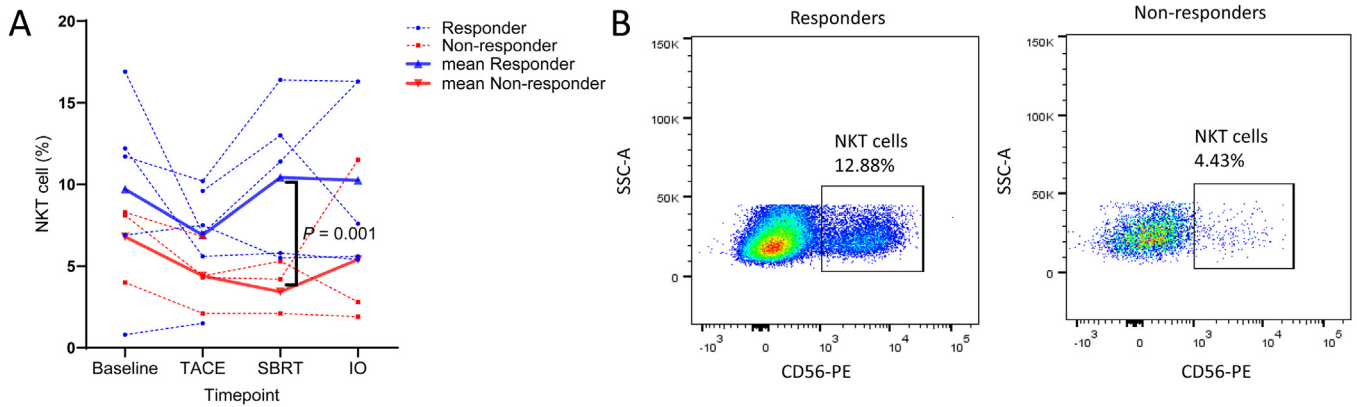 A
20
15
10
5
0
NKT cell (%)
Baseline
TACE
SBRT
IO
Timepoint
P = 0.001
Responder
Non-responder
mean Responder
mean Non-responder
B
Responders
150K
100K
50K
0
SSC-A
NKT cells
12.88%
-10³ 0 10³ 10⁴ 10⁵
CD56-PE
Non-responders
150K
100K
50K
0
SSC-A
NKT cells
4.43%
-10³ 0 10³ 10⁴ 10⁵
CD56-PE